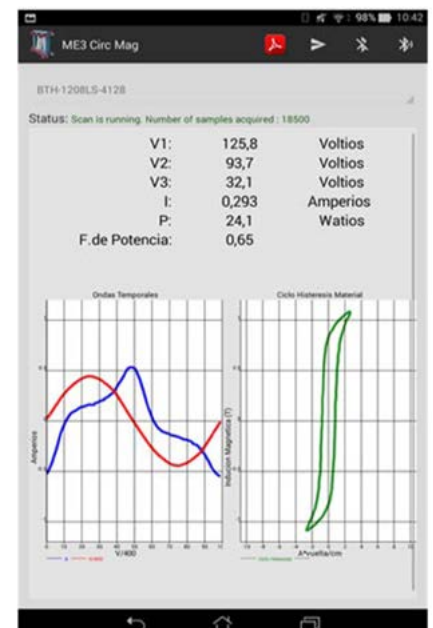 98% 10:42
ME3 Circ Mag
BTH-1208LS-4128
Status: Scan is running. Number of samples acquired : 18500
V1: 125,8 Voltios
V2: 93,7 Voltios
V3: 32,1 Voltios
I: 0,293 Amperios
P: 24,1 Watios
F.de Potencia: 0,65
Ondas Temporales
Ciclo Histeresis Material
Amperios
Induccion Magnetica (T)
V/400
A*vuelta/cm